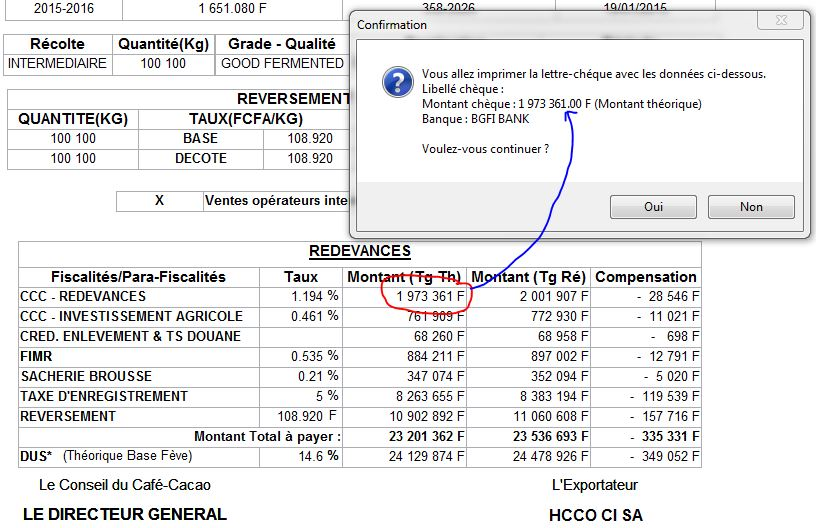 2015-2016 1 651.080 F 358-2026 19/01/2015
Confirmation
Vous allez imprimer la lettre-chéque avec les données ci-dessous.
Libellé chèque :
Montant chèque : 1 973 361.00 F (Montant théorique)
Banque : BGFI BANK
Voulez-vous continuer ?
Oui Non
Récolte Quantité(Kg) Grade - Qualité
INTERMEDIAIRE 100 100 GOOD FERMENTED
REVERSEMENT
QUANTITE(KG) TAUX(FCFA/KG)
100 100 BASE 108.920
100 100 DECOTE 108.920
X Ventes opérateurs inte
REDEVANCES
Fiscalités/Para-Fiscalités Taux Montant (Tg Th) Montant (Tg Ré) Compensation
CCC - REDEVANCES 1.194 % 1 973 361 F 2 001 907 F - 28 546 F
CCC - INVESTISSEMENT AGRICOLE 0.461 % 761 909 F 772 930 F - 11 021 F
CRED. ENLEVEMENT & TS DOUANE 68 260 F 68 958 F - 698 F
FIMR 0.535 % 884 211 F 897 002 F - 12 791 F
SACHERIE BROUSSE 0.21 % 347 074 F 352 094 F - 5 020 F
TAXE D'ENREGISTREMENT 5 % 8 263 655 F 8 383 194 F - 119 539 F
REVERSEMENT 108.920 F 10 902 892 F 11 060 608 F - 157 716 F
Montant Total à payer : 23 201 362 F 23 536 693 F - 335 331 F
DUS* (Théorique Base Fève) 14.6 % 24 129 874 F 24 478 926 F - 349 052 F
Le Conseil du Café-Cacao L'Exportateur
LE DIRECTEUR GENERAL HCCO CI SA